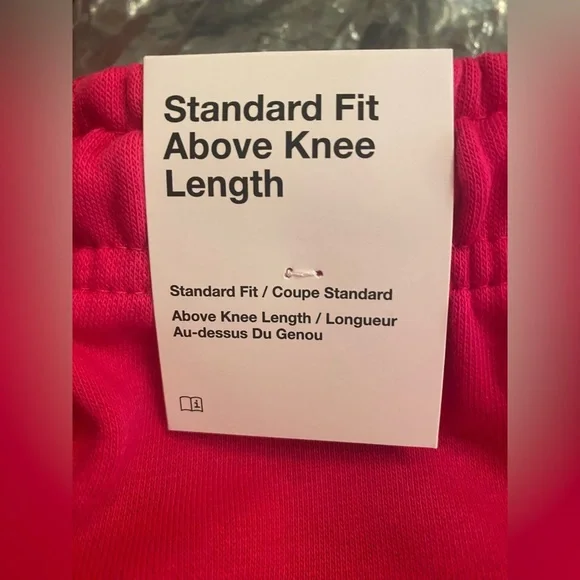 Standard Fit
Above Knee
Length
Standard Fit / Coupe Standard
Above Knee Length / Longueur
Au-dessus Du Genou
i